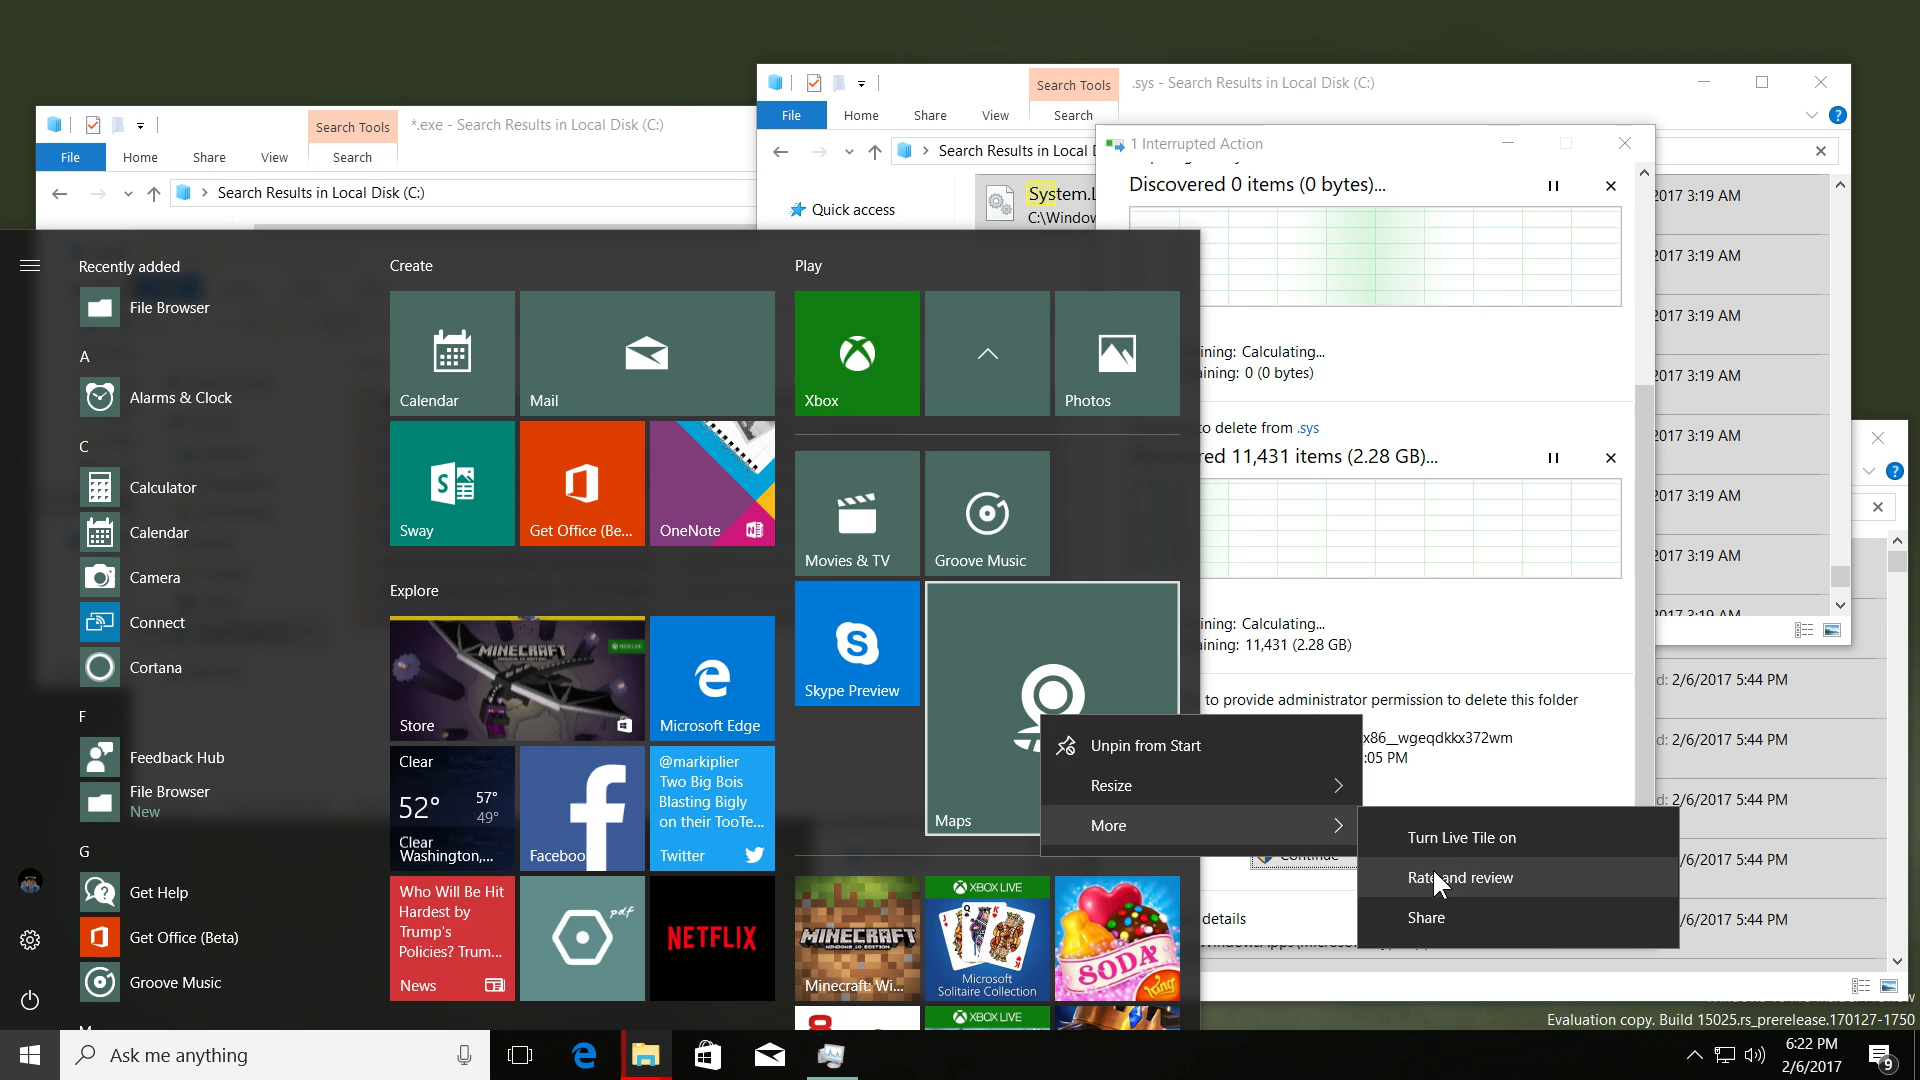 Search Tools
.sys - Search Results in Local Disk (C:)
File
Home
Share
View
Search
Search Results in Local
Quick access
System.
C:\Window
Search Tools
*.exe - Search Results in Local Disk (C:)
File
Home
Share
View
Search
Search Results in Local Disk (C:)
1 Interrupted Action
Discovered 0 items (0 bytes)...
Calculating...
0 (0 bytes)
to delete from .sys
11,431 items (2.28 GB)...
Calculating...
11,431 (2.28 GB)
to provide administrator permission to delete this folder
x86__wgeqdkkx372wm
:05 PM
Continue
details
2017 3:19 AM
2017 3:19 AM
2017 3:19 AM
2017 3:19 AM
2017 3:19 AM
2017 3:19 AM
2017 3:19 AM
2017 3:19 AM
2/6/2017 5:44 PM
2/6/2017 5:44 PM
2/6/2017 5:44 PM
/6/2017 5:44 PM
/6/2017 5:44 PM
Recently added
File Browser
A
Alarms & Clock
C
Calculator
Calendar
Camera
Connect
Cortana
F
Feedback Hub
File Browser
New
G
Get Help
Get Office (Beta)
Groove Music
Create
Calendar
Mail
Sway
Get Office (Be...
OneNote
Explore
MINECRAFT
Store
Microsoft Edge
Clear
52°
57°
49°
Clear
Washington,...
Facebook
@markiplier
Two Big Bois
Blasting Bigly
on their TooTe...
Twitter
Who Will Be Hit
Hardest by
Trump's
Policies? Trum...
News
pdf
NETFLIX
Play
Xbox
Photos
Movies & TV
Groove Music
Skype Preview
Maps
MINECRAFT
Minecraft: Wi...
XBOX LIVE
Microsoft
Solitaire Collection
SODA
King
XBOX LIVE
Unpin from Start
Resize
More
Turn Live Tile on
Rate and review
Share
Evaluation copy. Build 15025.rs_prerelease.170127-1750
Ask me anything
6:22 PM
2/6/2017
9